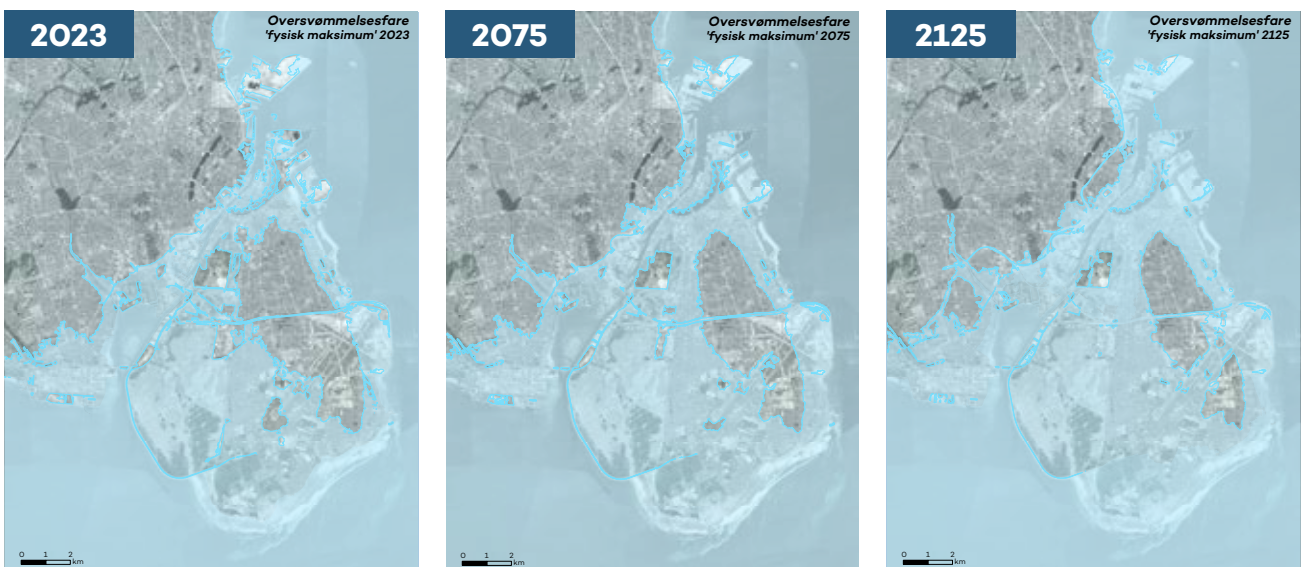 2023
Oversvømmelsesfare
'fysisk maksimum' 2023
0 1 2
km
2075
Oversvømmelsesfare
'fysisk maksimum' 2075
0 1 2
km
2125
Oversvømmelsesfare
'fysisk maksimum' 2125
0 1 2
km